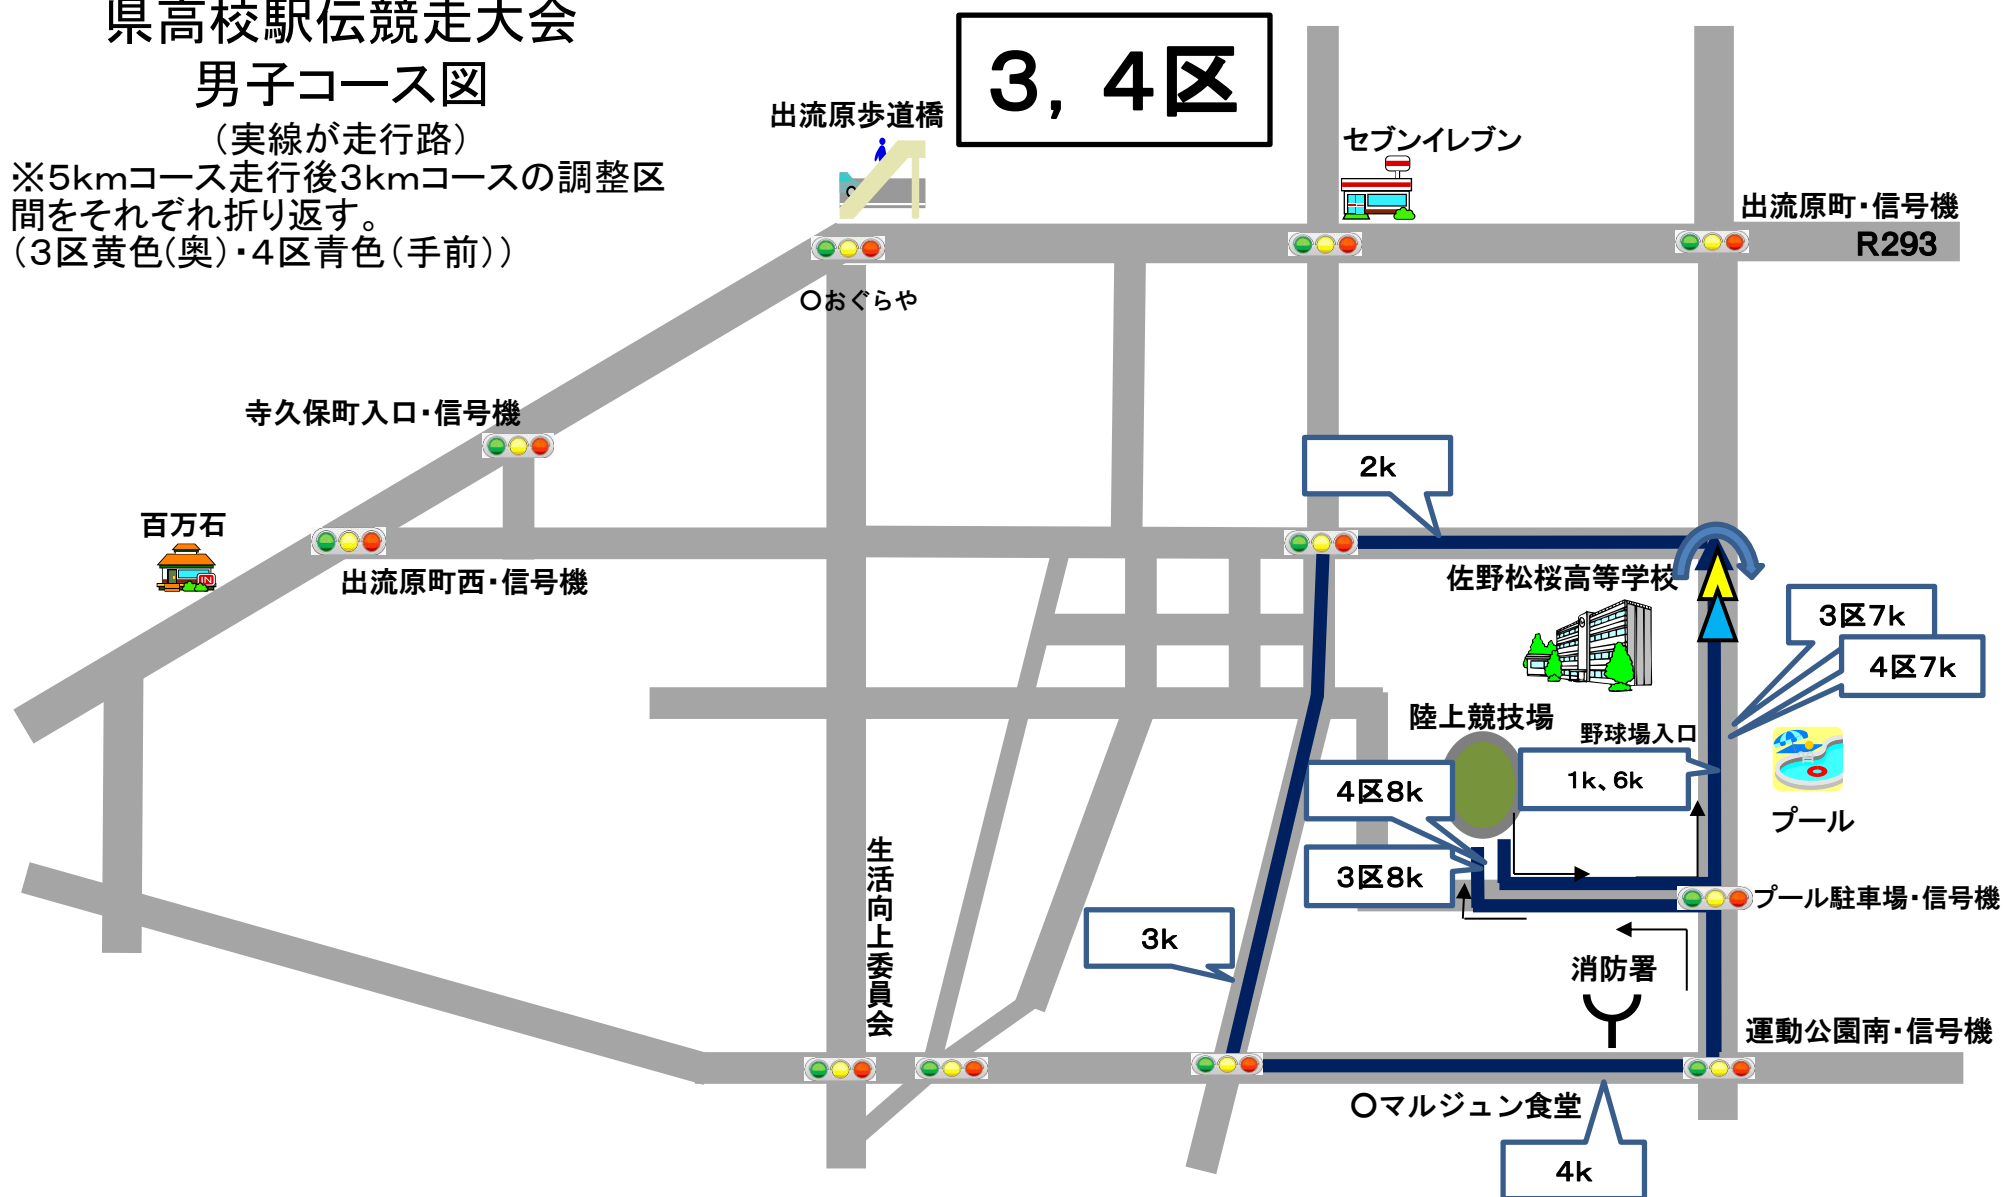 県高校駅伝競走大会
男子コース図
（実線が走行路）
※5kmコース走行後3kmコースの調整区
間をそれぞれ折り返す。
（3区黄色(奥)・4区青色（手前））
3，4区
出流原歩道橋
セブンイレブン
出流原町・信号機
R293
○おぐらや
寺久保町入口・信号機
2k
百万石
IN
出流原町西・信号機
佐野松桜高等学校
3区7k
4区7k
陸上競技場
野球場入口
1k、6k
4区8k
プール
3区8k
生活向上委員会
プール駐車場・信号機
3k
消防署
運動公園南・信号機
○マルジュン食堂
4k